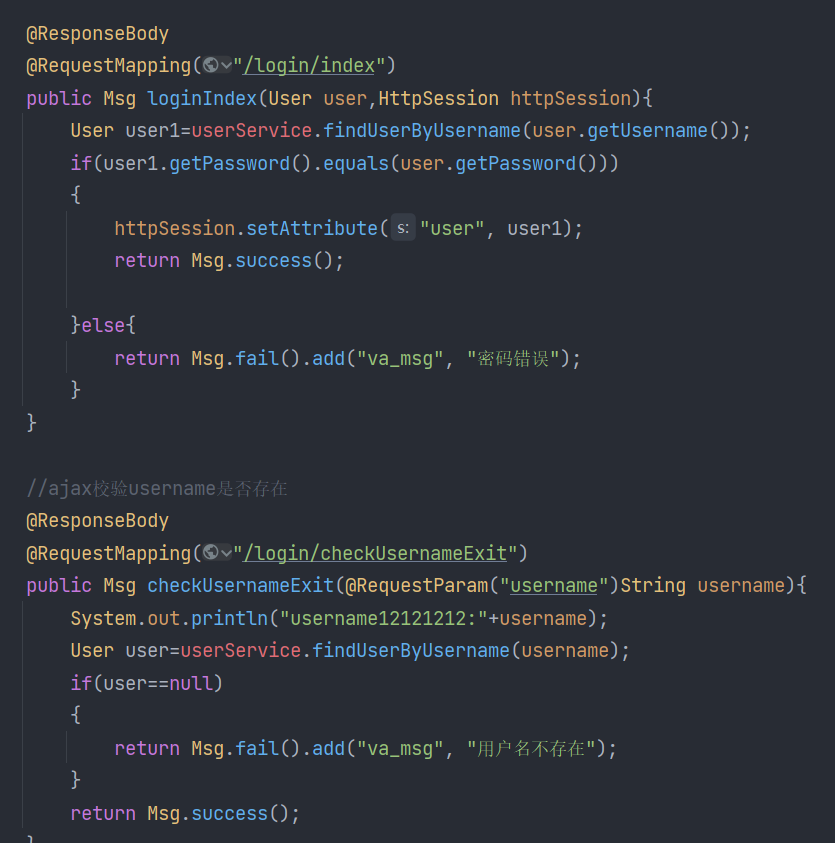 @ResponseBody
@RequestMapping("/login/index")
public Msg loginIndex(User user,HttpSession httpSession){
User user1=userService.findUserByUsername(user.getUsername());
if(user1.getPassword().equals(user.getPassword()))
{
httpSession.setAttribute( s: "user", user1);
return Msg.success();
}else{
return Msg.fail().add("va_msg", "密码错误");
}
}
//ajax校验username是否存在
@ResponseBody
@RequestMapping("/login/checkUsernameExit")
public Msg checkUsernameExit(@RequestParam("username")String username){
System.out.println("username12121212:"+username);
User user=userService.findUserByUsername(username);
if(user==null)
{
return Msg.fail().add("va_msg", "用户名不存在");
}
return Msg.success();
}